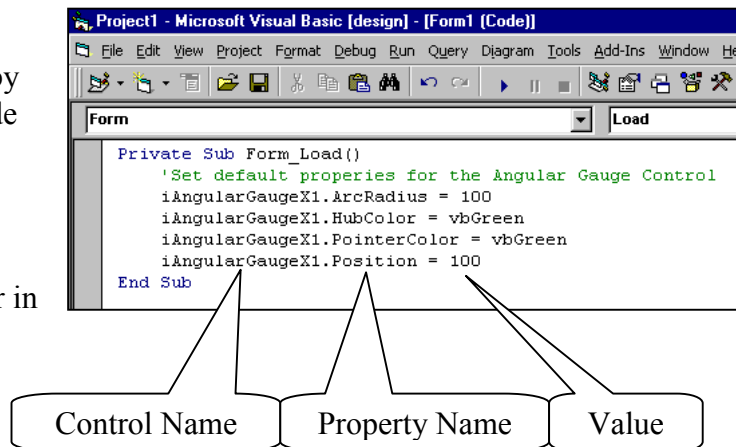 Project1 - Microsoft Visual Basic [design] - [Form1 (Code)]
File Edit View Project Format Debug Run Query Diagram Tools Add-Ins Window
Form Load
Private Sub Form_Load()
'Set default properies for the Angular Gauge Control
iAngularGaugeX1.ArcRadius = 100
iAngularGaugeX1.HubColor = vbGreen
iAngularGaugeX1.PointerColor = vbGreen
iAngularGaugeX1.Position = 100
End Sub
in
Control Name Property Name Value